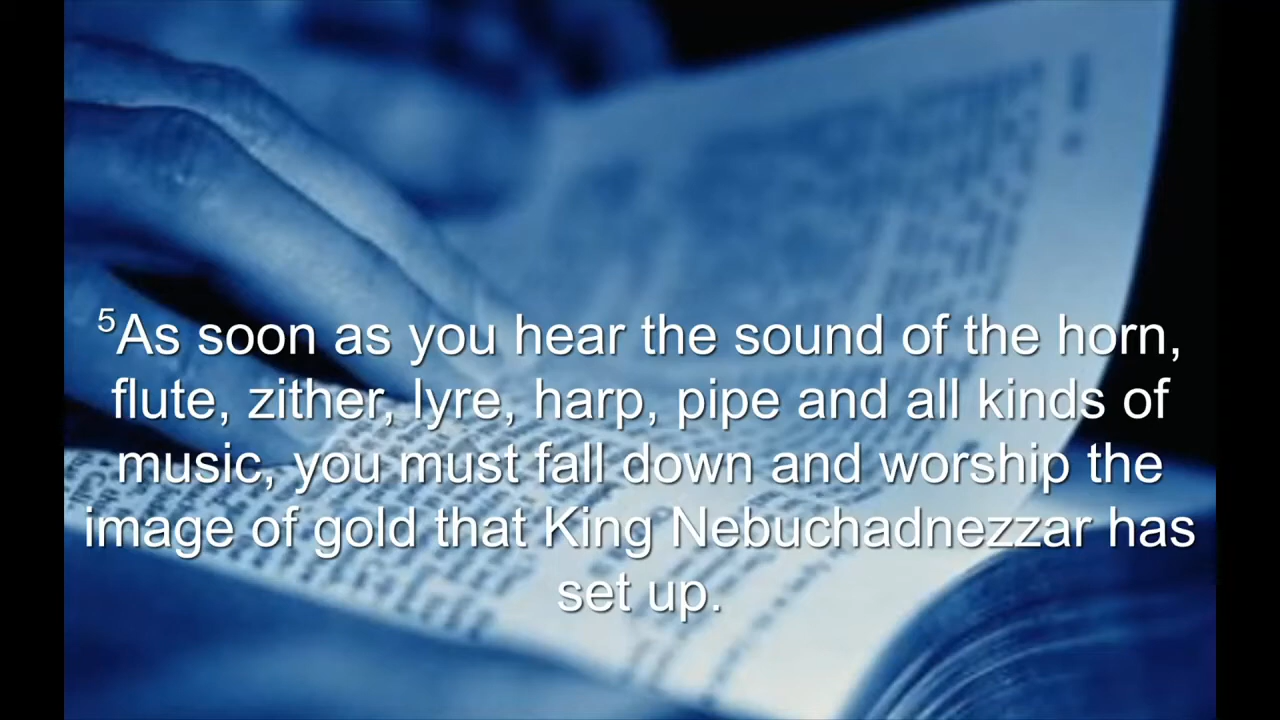 ⁵As soon as you hear the sound of the horn,
flute, zither, lyre, harp, pipe and all kinds of
music, you must fall down and worship the
image of gold that King Nebuchadnezzar has
set up.